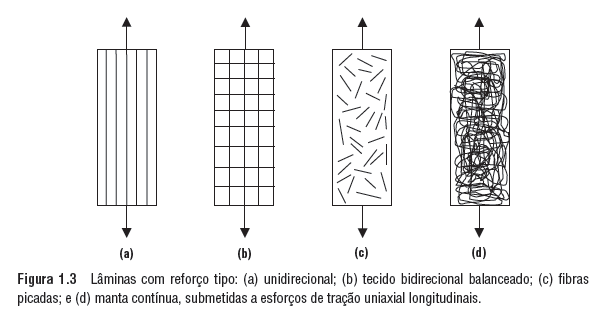 (a) (b) (c) (d)
Figura 1.3 Lâminas com reforço tipo: (a) unidirecional; (b) tecido bidirecional balanceado; (c) fibras
picadas; e (d) manta contínua, submetidas a esforços de tração uniaxial longitudinais.